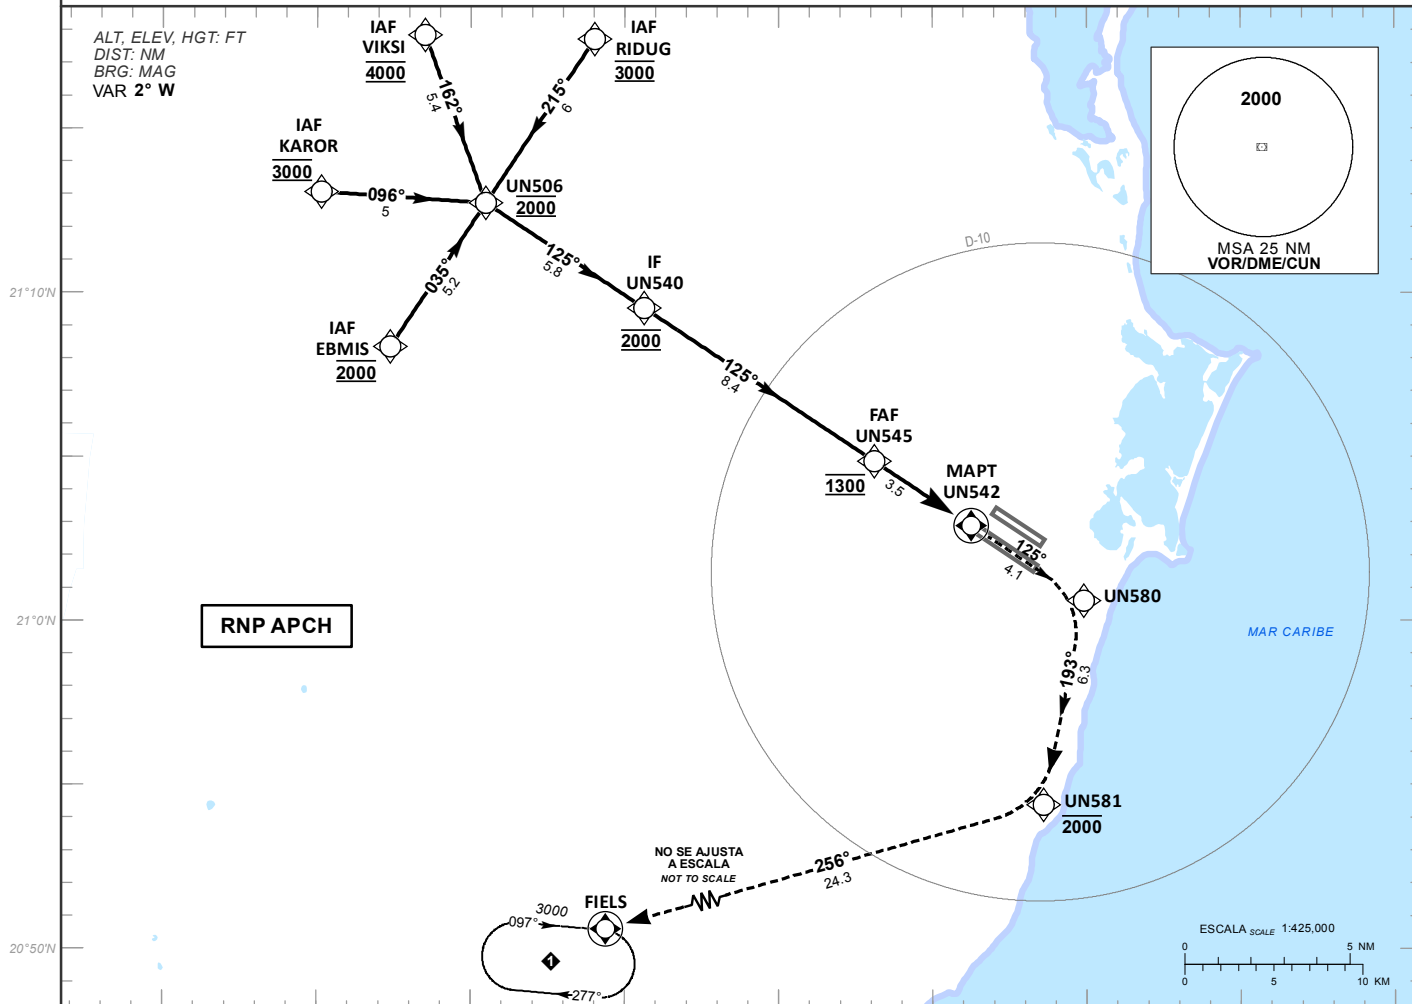 ALT, ELEV, HGT: FT
DIST: NM
BRG: MAG
VAR 2° W
IAF
VIKSI
4000
IAF
RIDUG
3000
162°
5.4
215°
6
IAF
KAROR
3000
096°
5
UN506
2000
035°
5.2
IAF
EBMIS
2000
125°
5.8
IF
UN540
2000
125°
8.4
D-10
2000
MSA 25 NM
VOR/DME/CUN
21°10'N
FAF
UN545
1300
3.5
MAPT
UN542
125°
4.1
UN580
RNP APCH
21°0'N
MAR CARIBE
193°
6.3
UN581
2000
NO SE AJUSTA
A ESCALA
NOT TO SCALE
256°
24.3
FIELS
3000
097°
1
277°
20°50'N
ESCALA SCALE 1:425,000
0 5 NM
0 5 10 KM